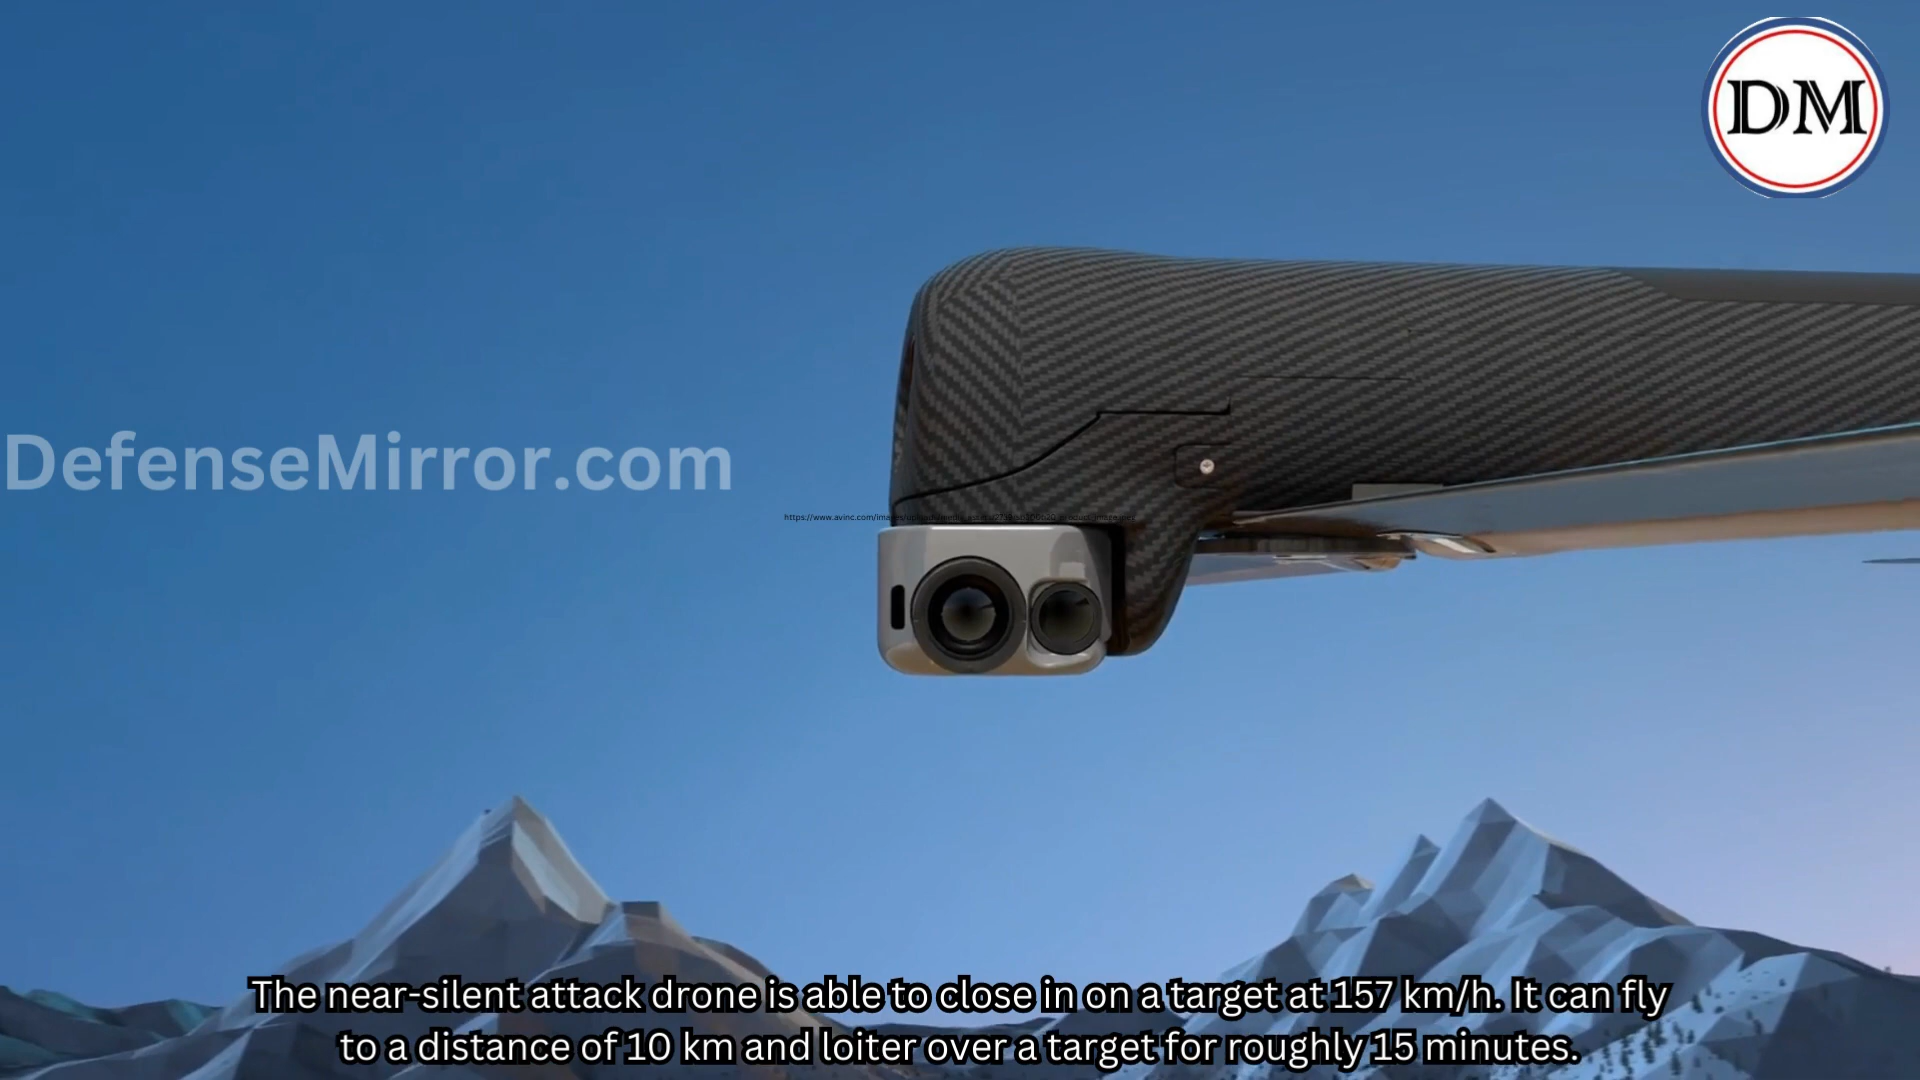 DM
DefenseMirror.com
The near-silent attack drone is able to close in on a target at 157 km/h. It can fly
to a distance of 10 km and loiter over a target for roughly 15 minutes.